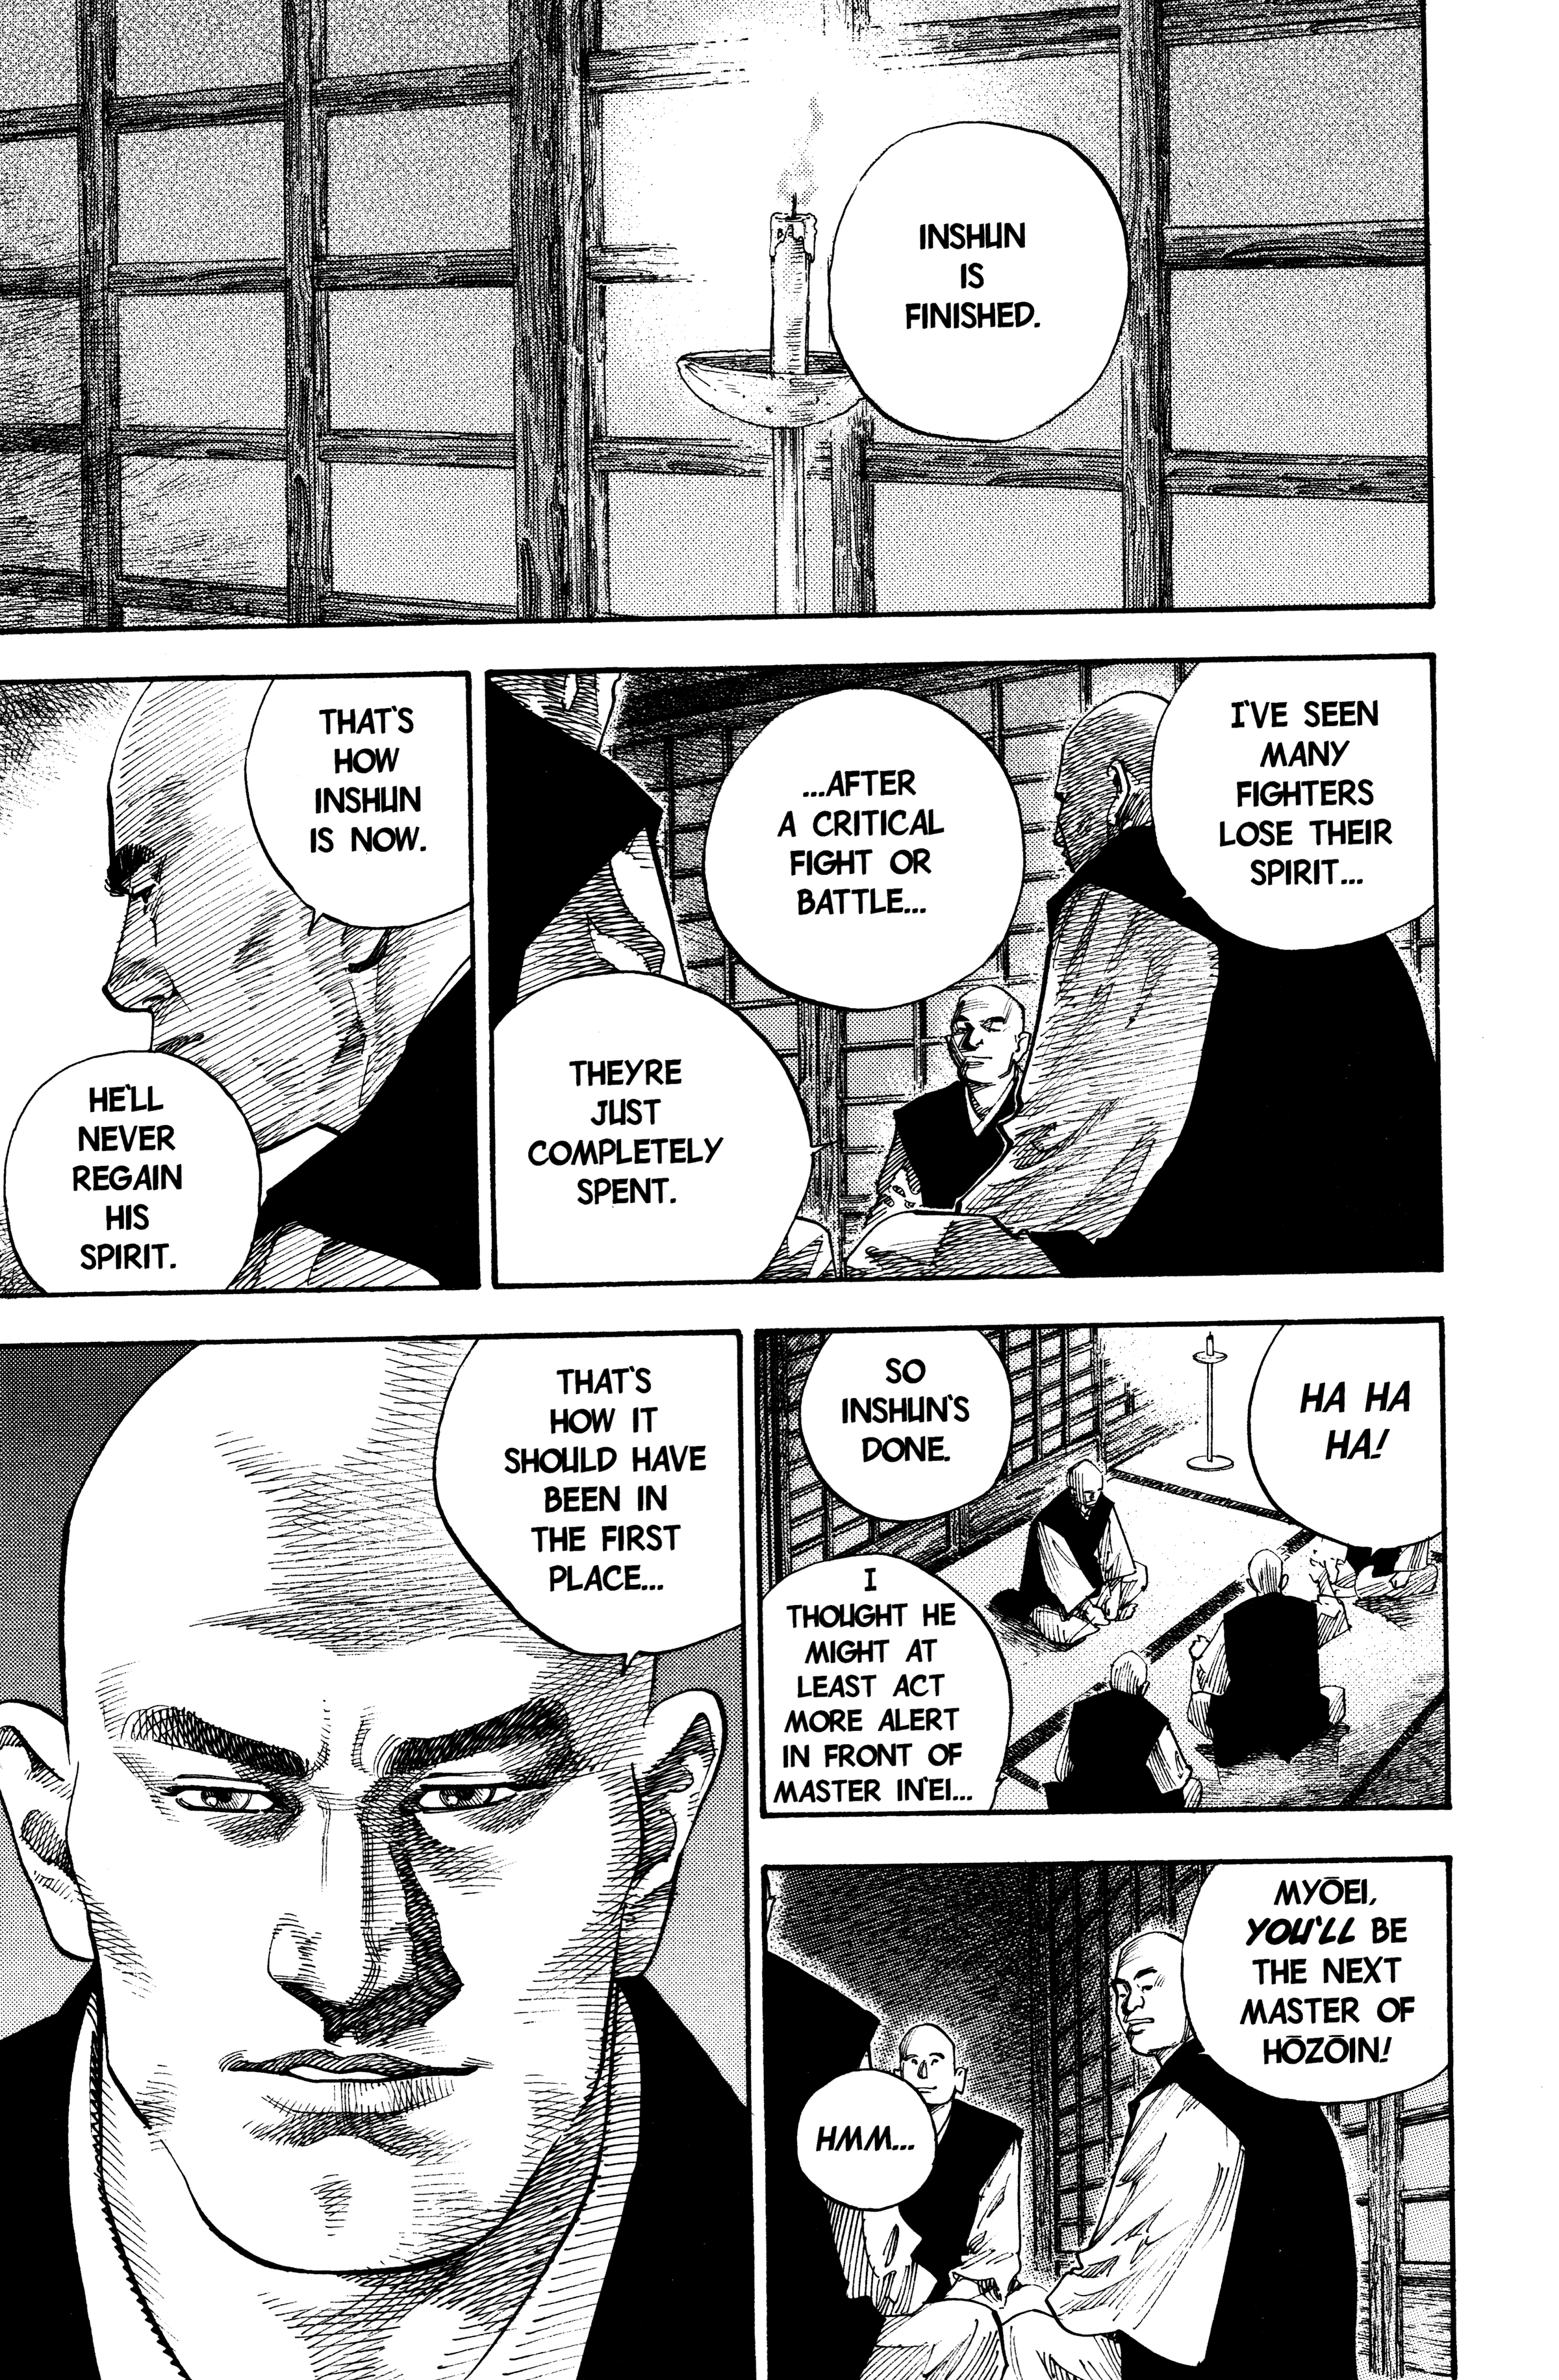 INSHUN
IS
FINISHED.
I'VE SEEN
MANY
FIGHTERS
LOSE THEIR
SPIRIT...
...AFTER
A CRITICAL
FIGHT OR
BATTLE...
THEY'RE
JUST
COMPLETELY
SPENT.
THAT'S
HOW
INSHUN
IS NOW.
HE'LL
NEVER
REGAIN
HIS
SPIRIT.
HA HA
HA!
SO
INSHUN'S
DONE.
I
THOUGHT HE
MIGHT AT
LEAST ACT
MORE ALERT
IN FRONT OF
MASTER IN'EI...
MYŌEI,
YOU'LL BE
THE NEXT
MASTER OF
HŌZŌIN!
HMM...
THAT'S
HOW IT
SHOULD HAVE
BEEN IN
THE FIRST
PLACE...